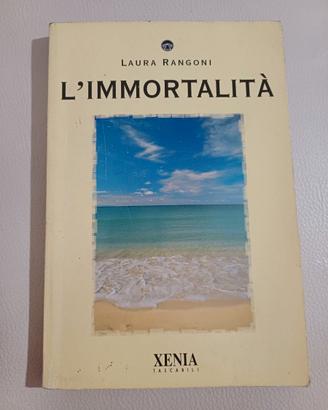 LAURA RANGONI
L'IMMORTALITÀ
XENIA
TASCABILI